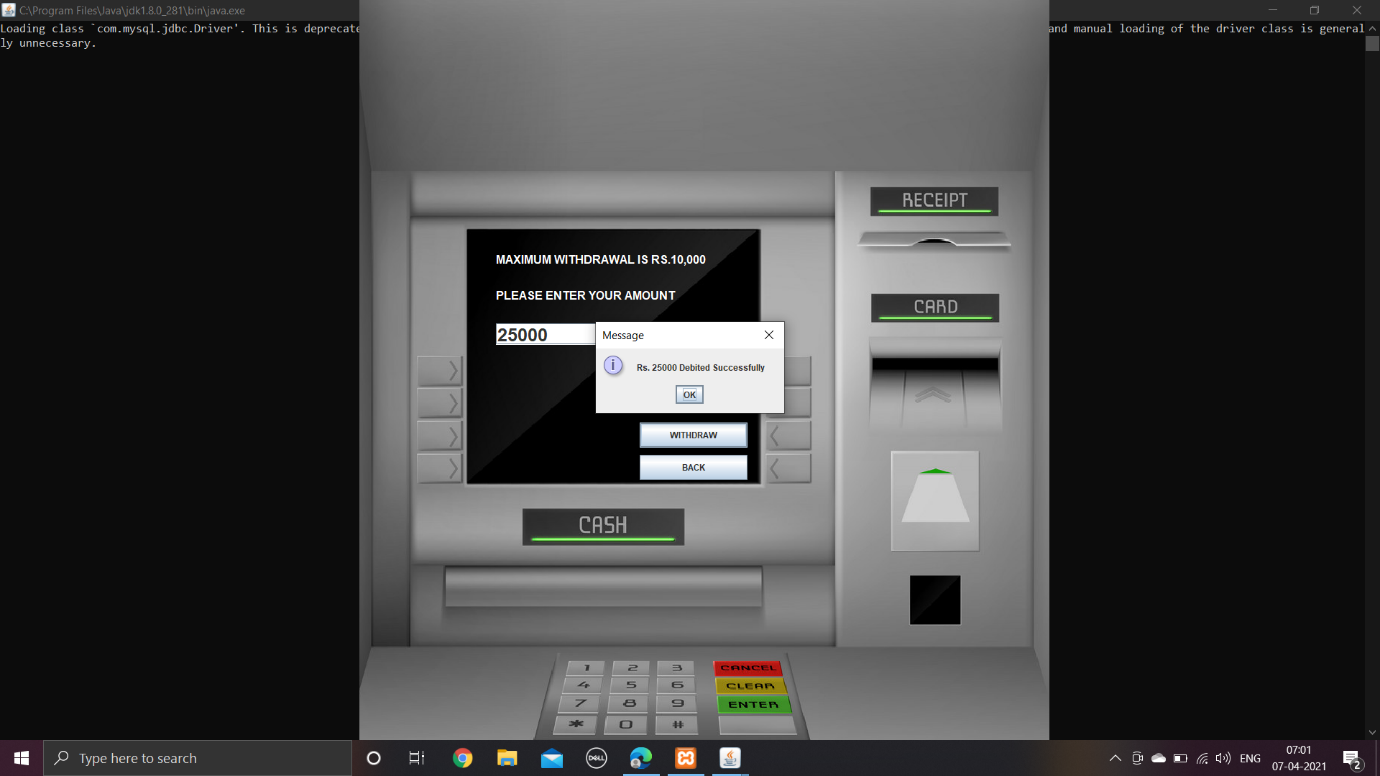 C:\Program Files\Java\jdk1.8.0_281\bin\java.exe
Loading class `com.mysql.jdbc.Driver'. This is deprecate
and manual loading of the driver class is general
ly unnecessary.
RECEIPT
MAXIMUM WITHDRAWAL IS RS.10,000
PLEASE ENTER YOUR AMOUNT
CARD
25000
Message
Rs. 25000 Debited Successfully
OK
WITHDRAW
BACK
CASH
1 2 3 CANCEL
4 5 6 CLEAR
7 8 9 ENTER
* 0 #
Type here to search
DELL
ENG
07:01
07-04-2021
2